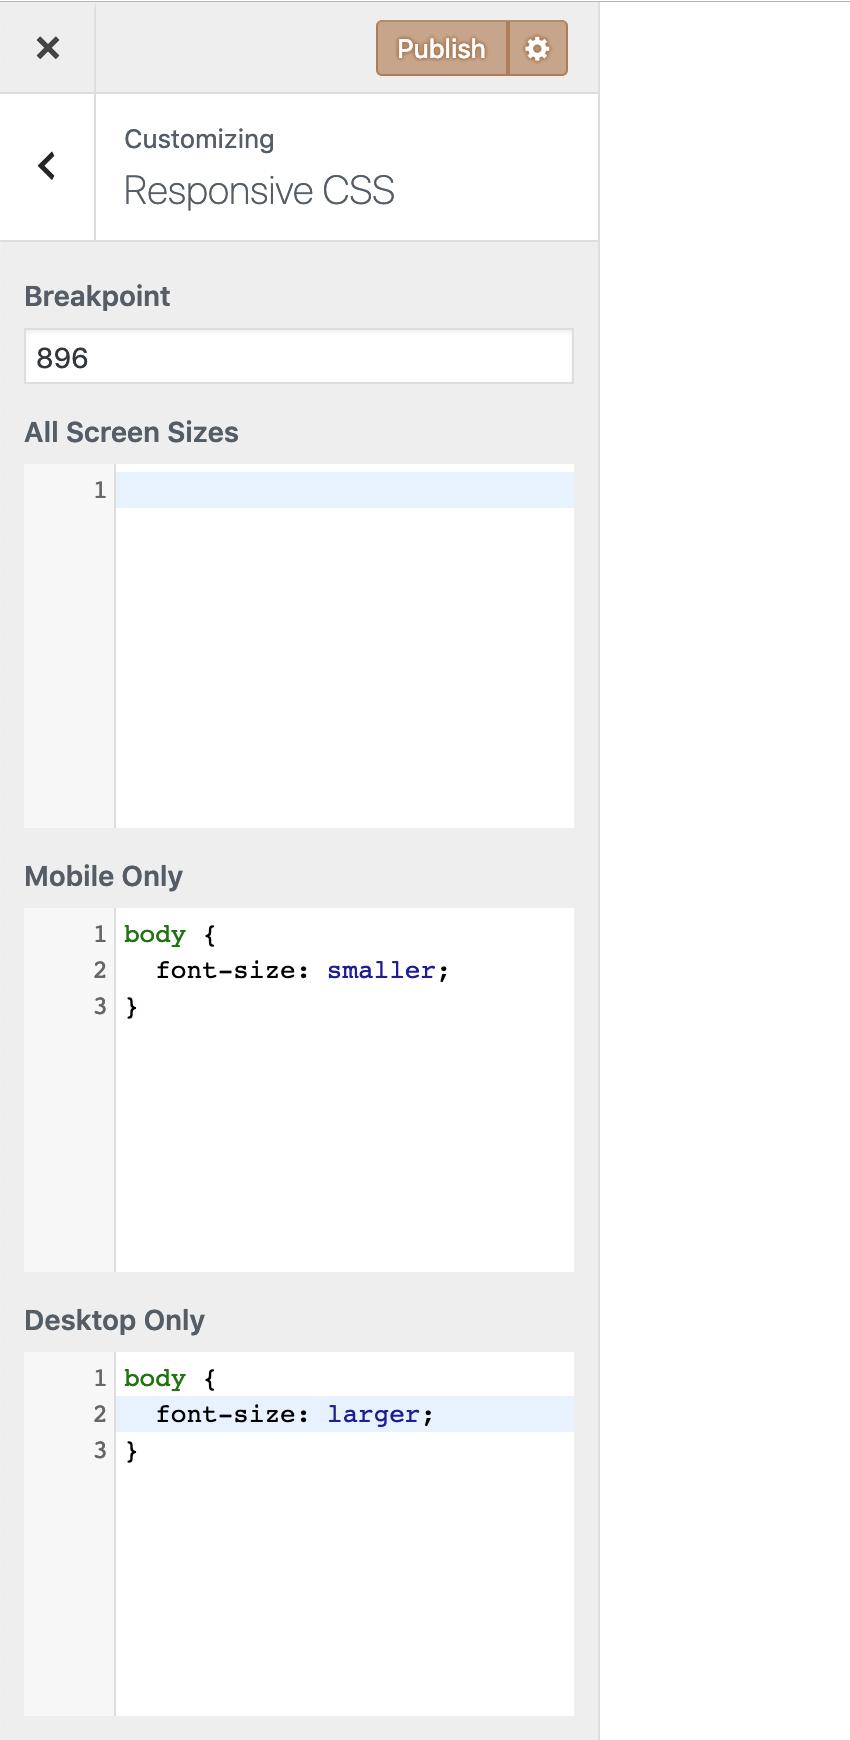 Publish
Customizing
Responsive CSS
Breakpoint
896
All Screen Sizes
1
Mobile Only
1 body {
2   font-size: smaller;
3 }
Desktop Only
1 body {
2   font-size: larger;
3 }